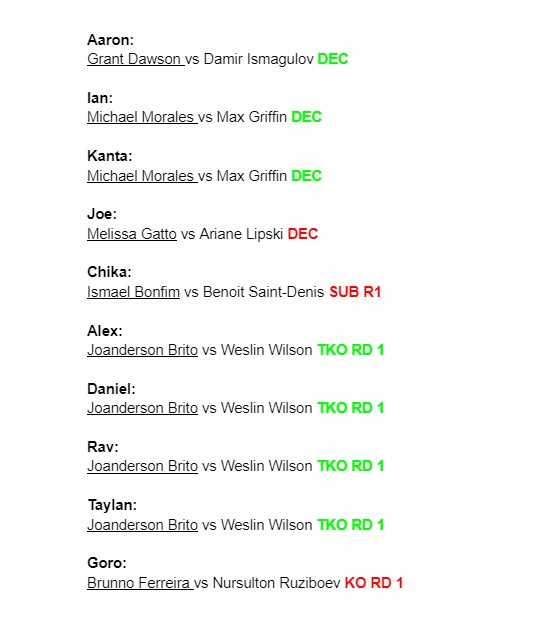 Aaron:
Grant Dawson vs Damir Ismagulov DEC
Ian:
Michael Morales vs Max Griffin DEC
Kanta:
Michael Morales vs Max Griffin DEC
Joe:
Melissa Gatto vs Ariane Lipski DEC
Chika:
Ismael Bonfim vs Benoit Saint-Denis SUB R1
Alex:
Joanderson Brito vs Weslin Wilson TKO RD 1
Daniel:
Joanderson Brito vs Weslin Wilson TKO RD 1
Rav:
Joanderson Brito vs Weslin Wilson TKO RD 1
Taylan:
Joanderson Brito vs Weslin Wilson TKO RD 1
Goro:
Brunno Ferreira vs Nursulton Ruziboev KO RD 1